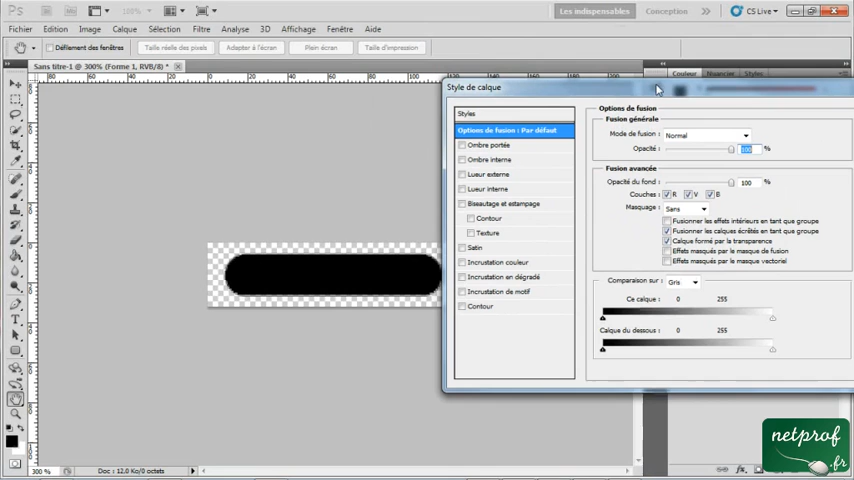 Ps
100%
Les indispensables
Conception
CS Live
Fichier Edition Image Calque Sélection Filtre Analyse 3D Affichage Fenêtre Aide
Défilement des fenêtres
Taille réelle des pixels
Adapter à l'écran
Plein écran
Taille d'impression
Sans titre-1 @ 300% (Forme 1, RVB/8) *
Couleur Nuancier Styles
Style de calque
Styles
Options de fusion : Par défaut
Ombre portée
Ombre interne
Lueur externe
Lueur interne
Biseautage et estampage
Contour
Texture
Satin
Incrustation couleur
Incrustation en dégradé
Incrustation de motif
Contour
Options de fusion
Fusion générale
Mode de fusion : Normal
Opacité : 100 %
Fusion avancée
Opacité du fond : 100 %
Couches : R V B
Masquage : Sans
Fusionner les effets intérieurs en tant que groupe
Fusionner les calques écrêtés en tant que groupe
Calque formé par la transparence
Effets masqués par le masque de fusion
Effets masqués par le masque vectoriel
Comparaison sur : Gris
Ce calque : 0 255
Calque du dessous : 0 255
300 %
Doc : 12,0 Ko/0 octets
netprof
.fr